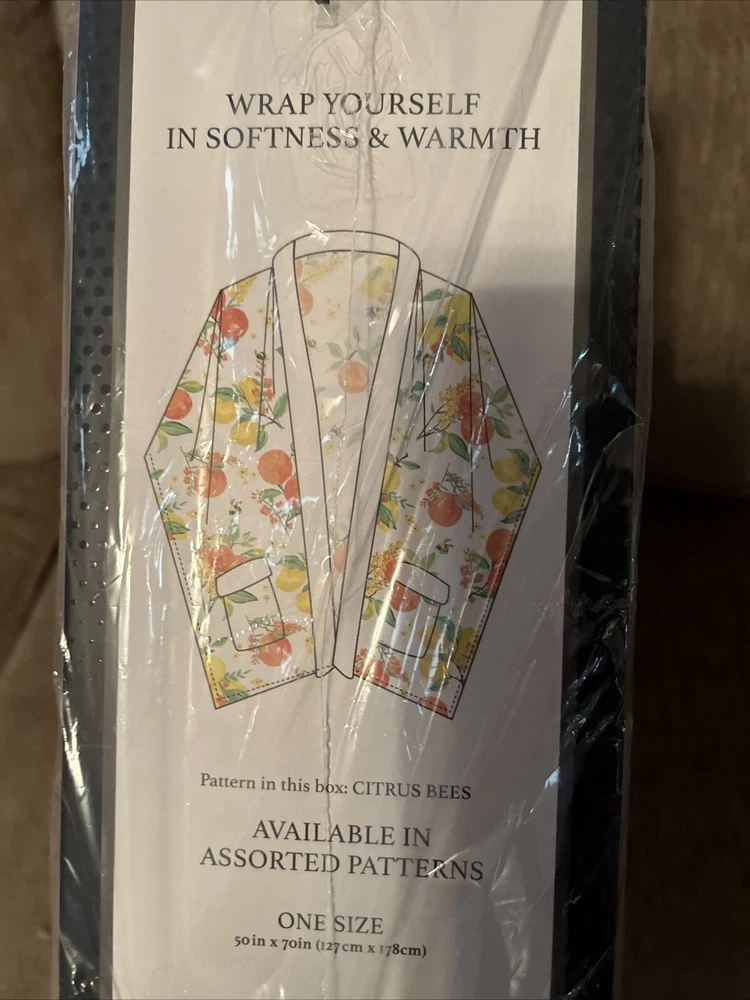 WRAP YOURSELF
IN SOFTNESS & WARMTH
Pattern in this box: CITRUS BEES
AVAILABLE IN
ASSORTED PATTERNS
ONE SIZE
50in x 70in (127cm x 178cm)